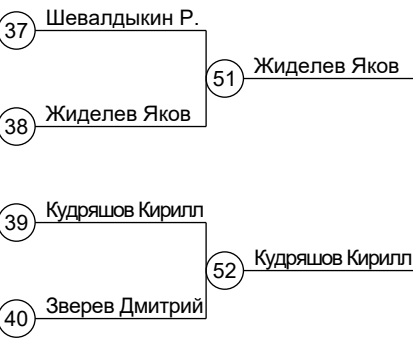 37 Шевалдыкин Р.
51 Жиделев Яков
38 Жиделев Яков
39 Кудряшов Кирилл
52 Кудряшов Кирилл
40 Зверев Дмитрий